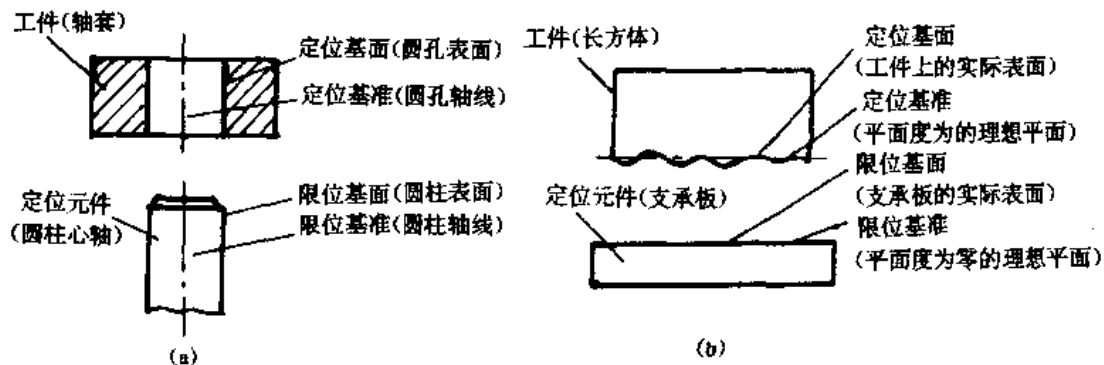 工件(轴套)
定位基面(圆孔表面)
定位基准(圆孔轴线)
定位元件
(圆柱心轴)
限位基面(圆柱表面)
限位基准(圆柱轴线)
(a)
工件(长方体)
定位基面
(工件上的实际表面)
定位基准
(平面度为的理想平面)
限位基面
(支承板的实际表面)
定位元件(支承板)
限位基准
(平面度为零的理想平面)
(b)